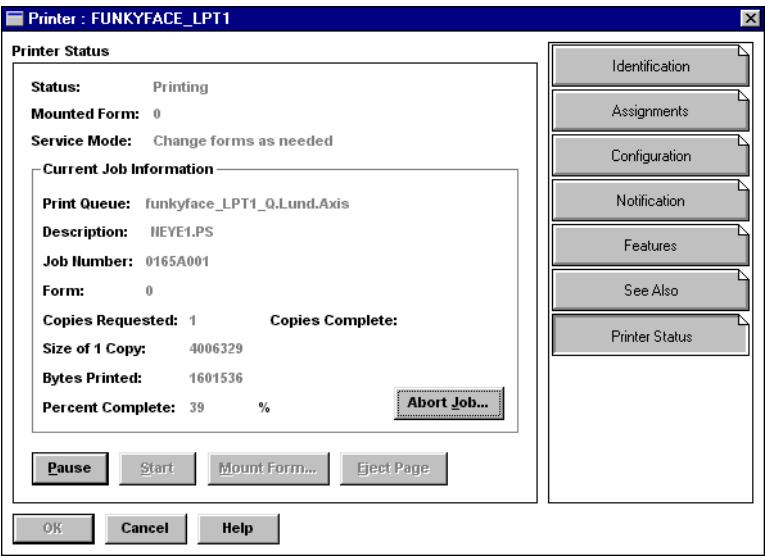 Printer : FUNKYFACE_LPT1
Printer Status
Status: Printing
Mounted Form: 0
Service Mode: Change forms as needed
Current Job Information
Print Queue: funkyface_LPT1_Q.Lund.Axis
Description: NEYE1.PS
Job Number: 0165A001
Form: 0
Copies Requested: 1 Copies Complete:
Size of 1 Copy: 4006329
Bytes Printed: 1601536
Percent Complete: 39 %
Abort Job...
Pause Start Mount Form... Eject Page
OK Cancel Help
Identification
Assignments
Configuration
Notification
Features
See Also
Printer Status